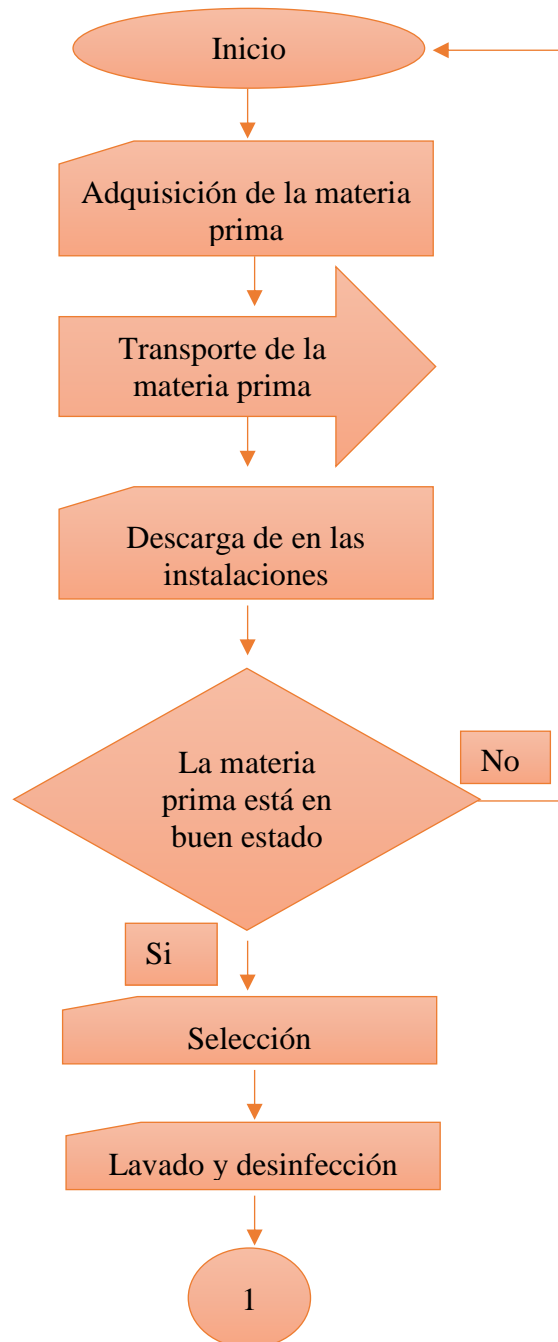 Inicio
Adquisición de la materia
prima
Transporte de la
materia prima
Descarga de en las
instalaciones
La materia
prima está en
buen estado
No
Si
Selección
Lavado y desinfección
1